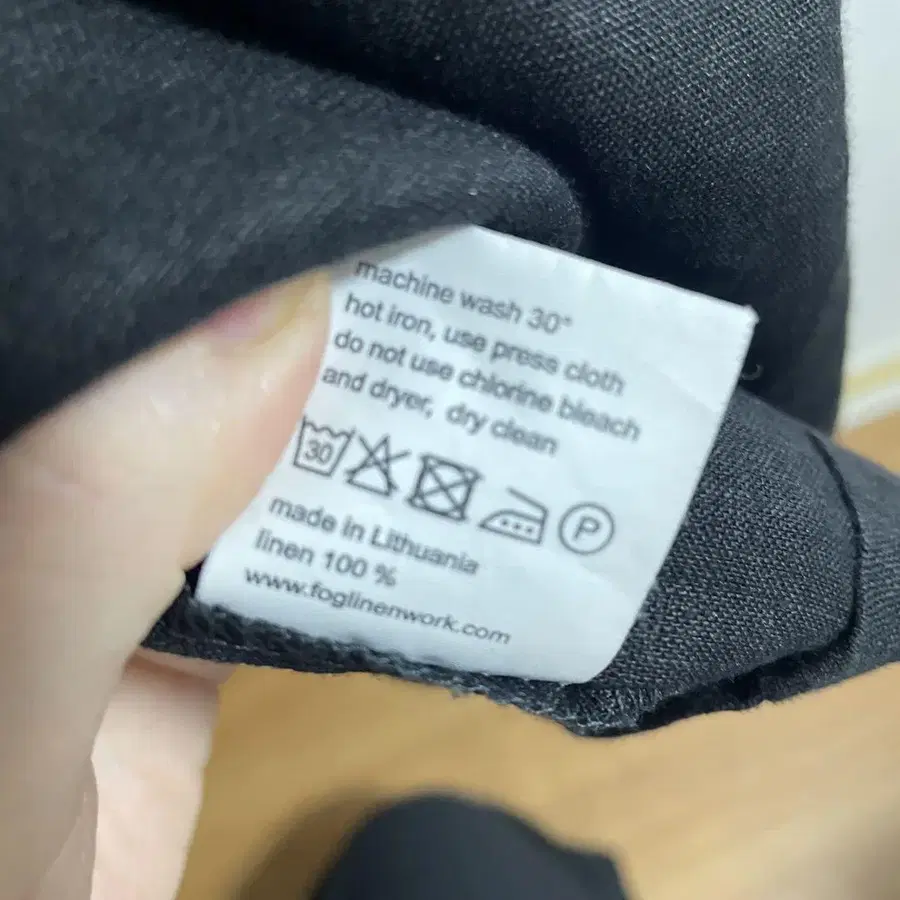 machine wash 30°
hot iron, use press cloth
do not use chlorine bleach
and dryer, dry clean
30 P
made in Lithuania
linen 100 %
www.foglinenwork.com